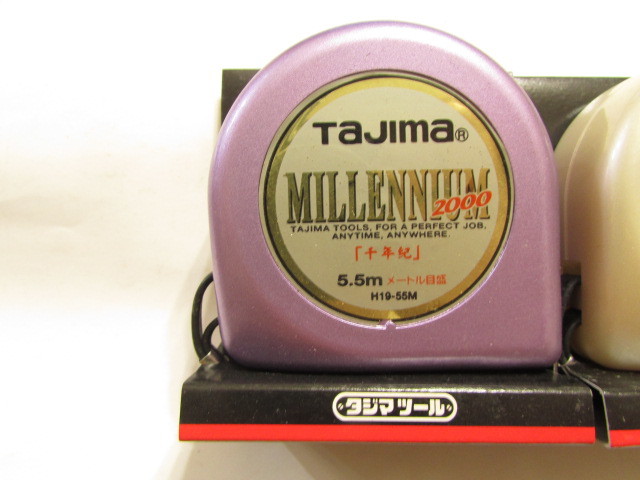 TaJIMa®
MILLENNIUM
2000
TAJIMA TOOLS, FOR A PERFECT JOB.
ANYTIME, ANYWHERE.
「千年紀」
5.5m メートル目盛
H19-55M
タジマツール